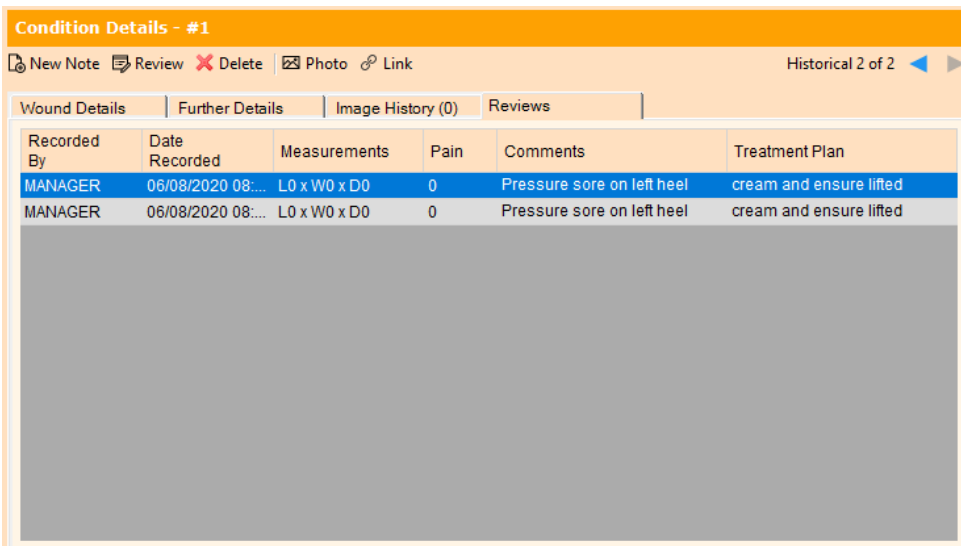 Condition Details - #1
New Note Review Delete Photo Link Historical 2 of 2
Wound Details Further Details Image History (0) Reviews
Recorded By Date Recorded Measurements Pain Comments Treatment Plan
MANAGER 06/08/2020 08:... L0 x W0 x D0 0 Pressure sore on left heel cream and ensure lifted
MANAGER 06/08/2020 08:... L0 x W0 x D0 0 Pressure sore on left heel cream and ensure lifted